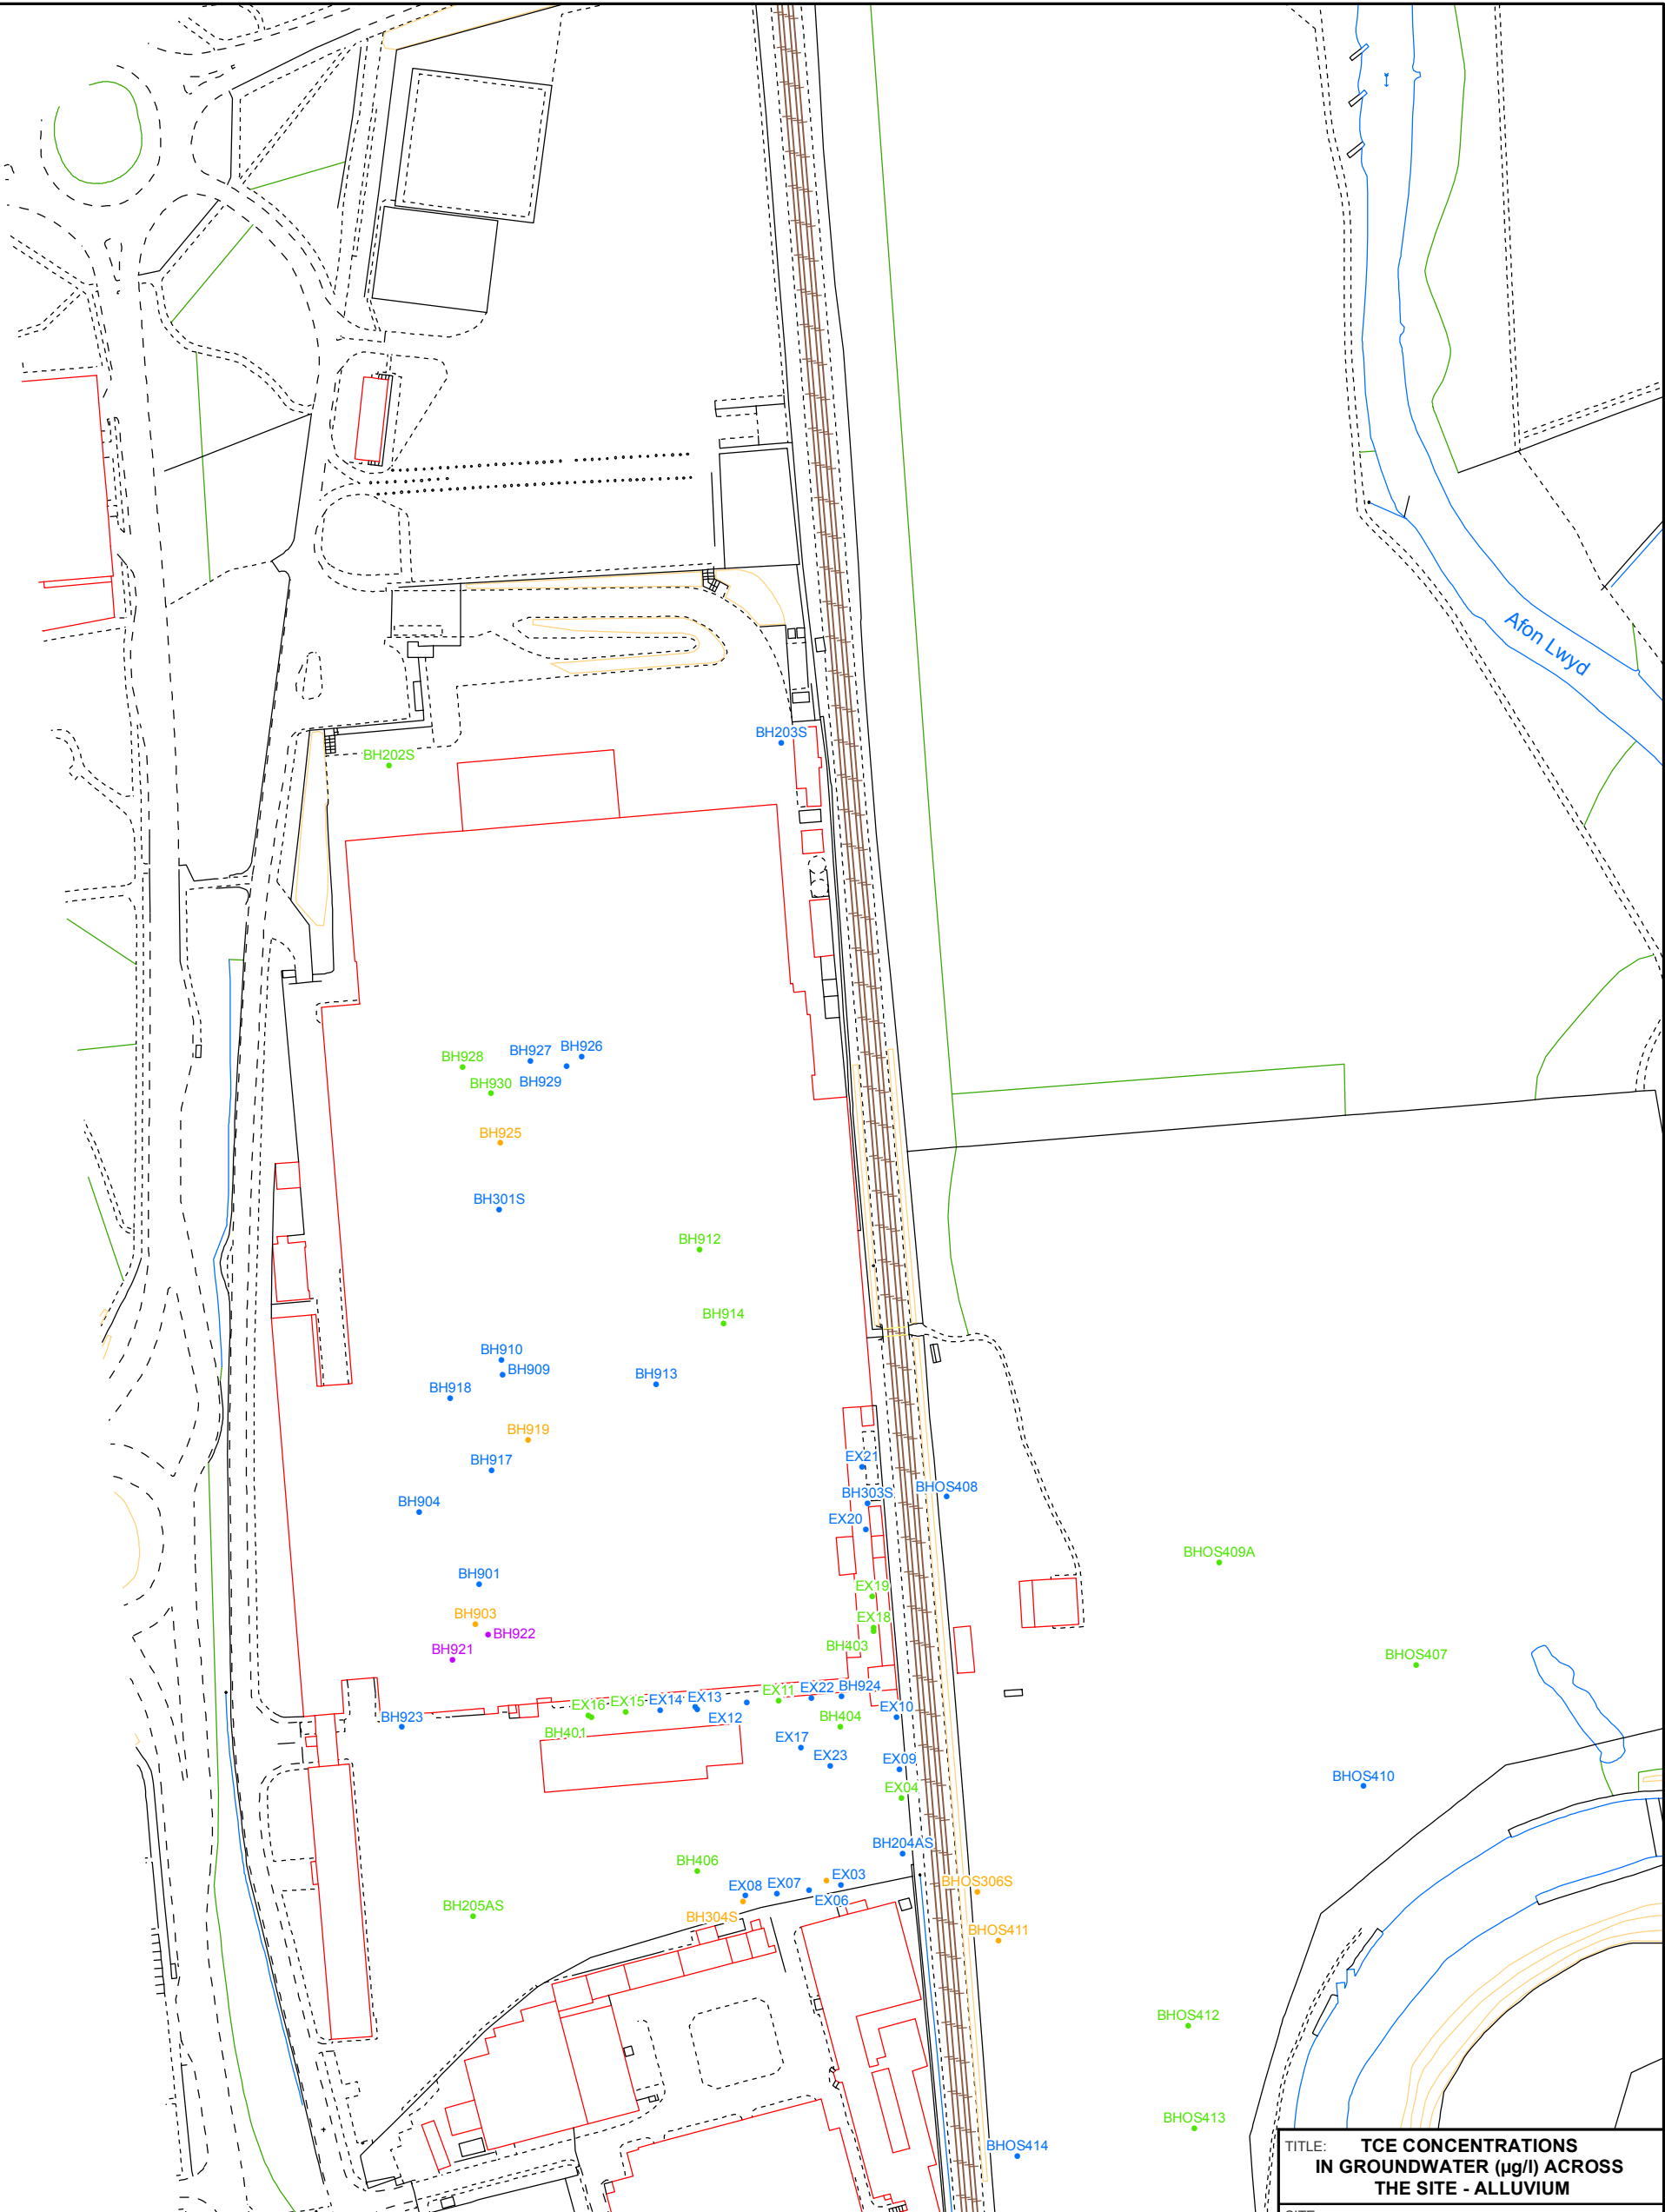 Afon Lwyd
BH203S
BH202S
BH927
BH926
BH928
BH930
BH929
BH925
BH301S
BH912
BH914
BH910
BH909
BH913
BH918
BH919
BH917
EX21
BH303S
BHOS408
BH904
EX20
BHOS409A
BH901
EX19
BH903
EX18
BH922
BH403
BH921
BHOS407
EX16
EX15
EX14
EX13
EX11
EX22
BH924
EX10
BH923
BH401
EX12
BH404
EX17
EX23
EX09
EX04
BHOS410
BH204AS
BH406
EX08
EX07
EX03
EX06
BHOS306S
BH205AS
BH304S
BHOS411
BHOS412
BHOS413
BHOS414
TITLE: TCE CONCENTRATIONS
IN GROUNDWATER (µg/l) ACROSS
THE SITE - ALLUVIUM